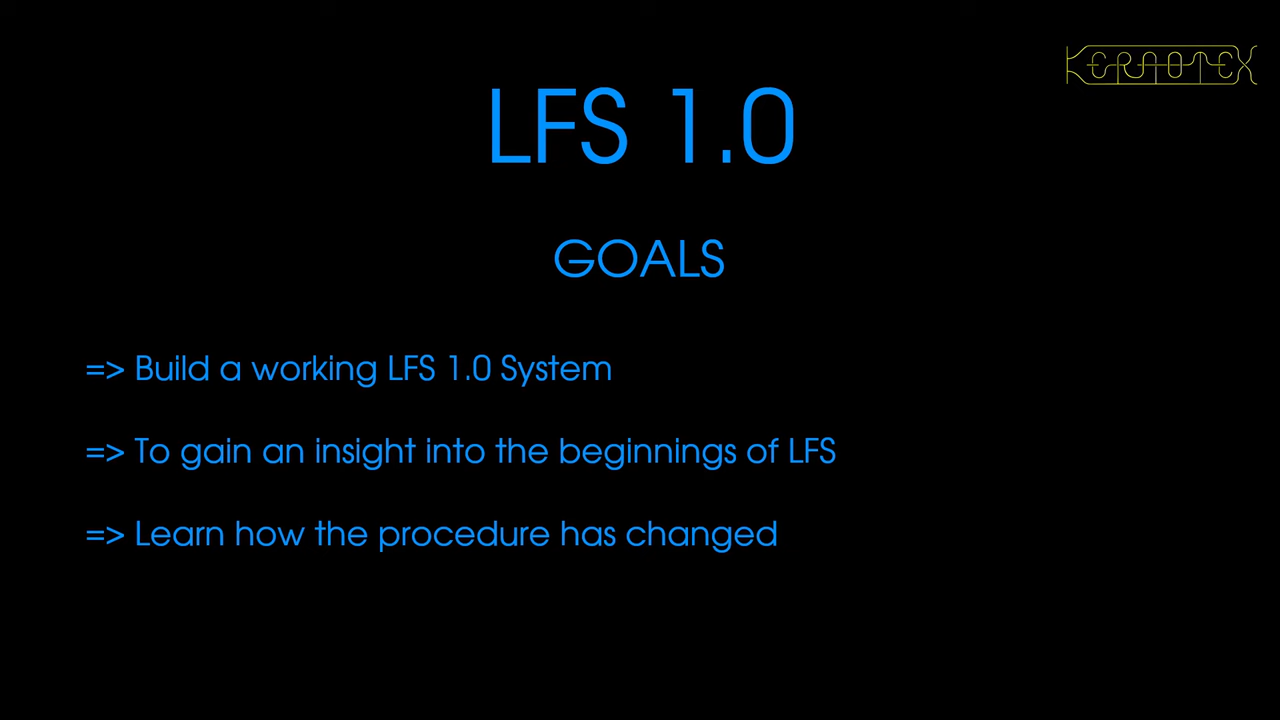 KERNOTEX
LFS 1.0
GOALS
=> Build a working LFS 1.0 System
=> To gain an insight into the beginnings of LFS
=> Learn how the procedure has changed